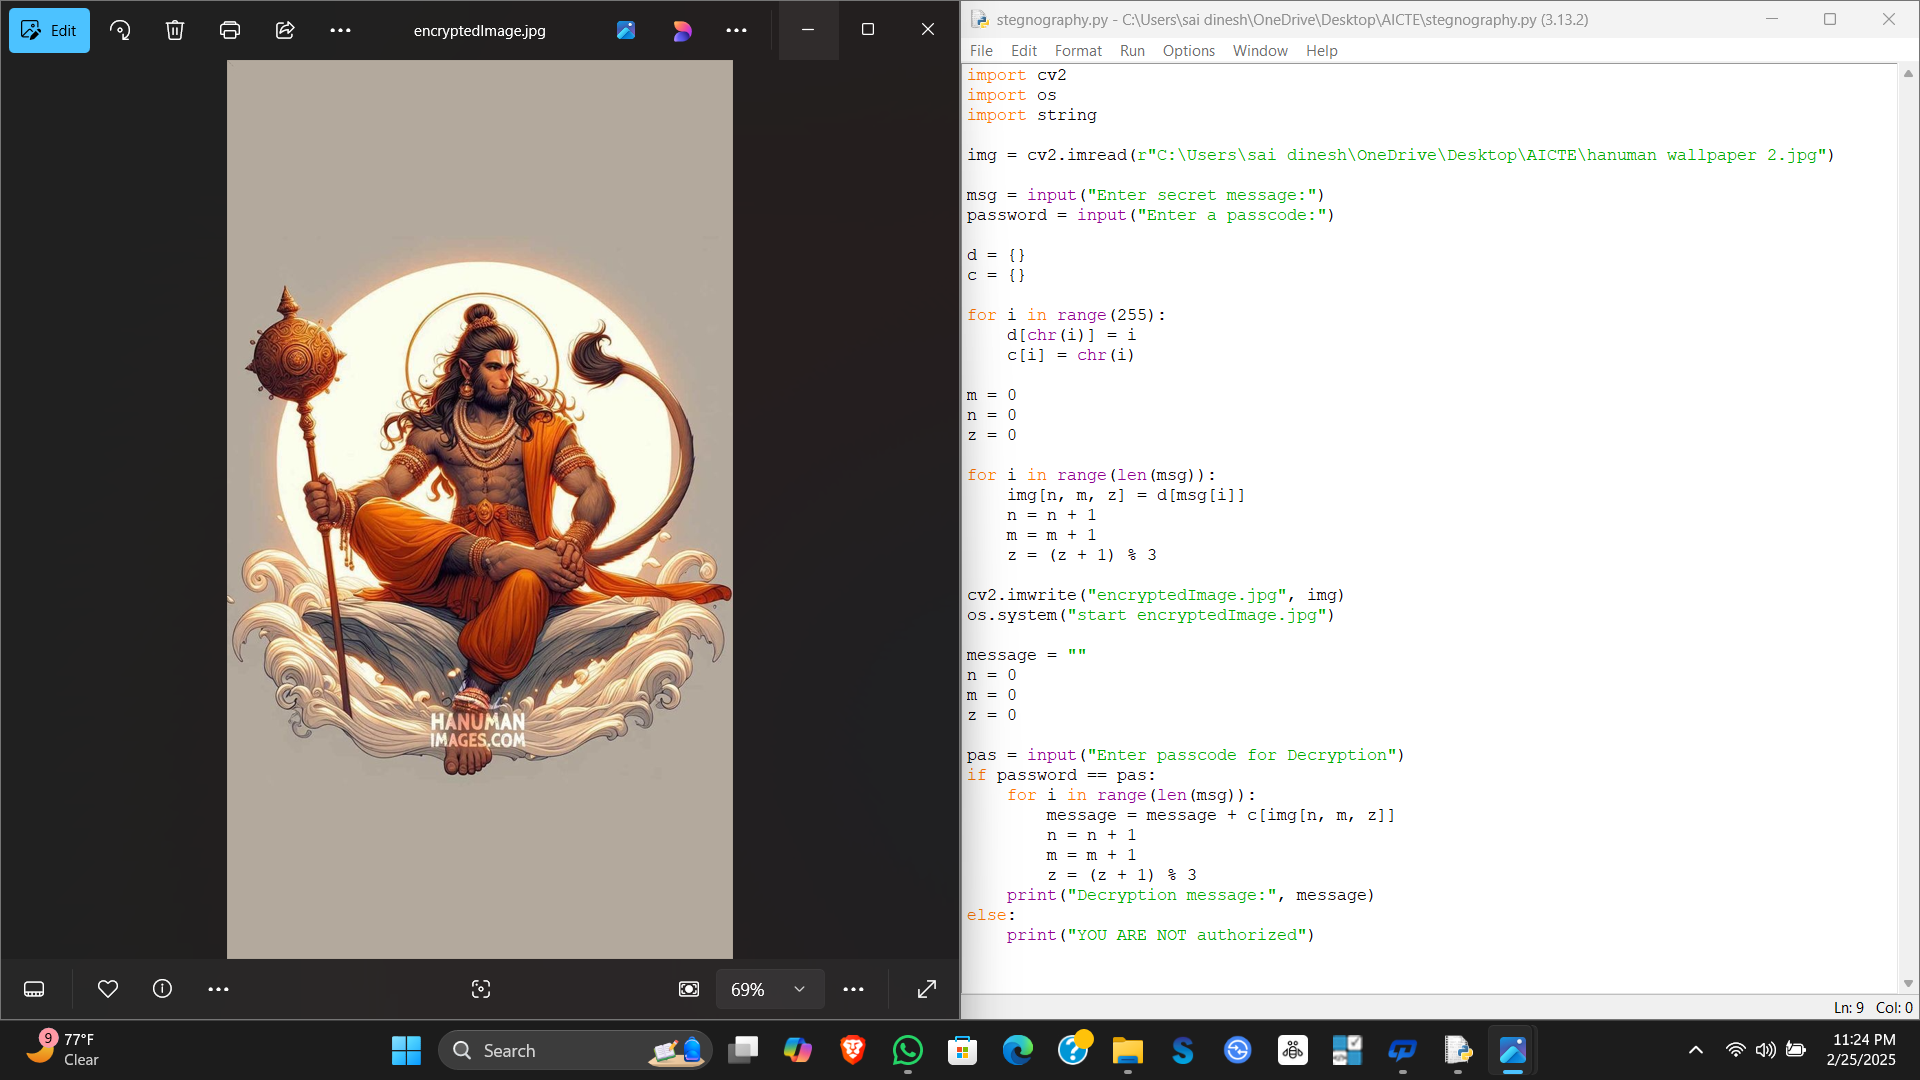 Edit
encryptedImage.jpg
HANUMAN
IMAGES.COM
69%
stegnography.py - C:\Users\sai dinesh\OneDrive\Desktop\AICTE\stegnography.py (3.13.2)
File Edit Format Run Options Window Help
import cv2
import os
import string
img = cv2.imread(r"C:\Users\sai dinesh\OneDrive\Desktop\AICTE\hanuman wallpaper 2.jpg")
msg = input("Enter secret message:")
password = input("Enter a passcode:")
d = {}
c = {}
for i in range(255):
    d[chr(i)] = i
    c[i] = chr(i)
m = 0
n = 0
z = 0
for i in range(len(msg)):
    img[n, m, z] = d[msg[i]]
    n = n + 1
    m = m + 1
    z = (z + 1) % 3
cv2.imwrite("encryptedImage.jpg", img)
os.system("start encryptedImage.jpg")
message = ""
n = 0
m = 0
z = 0
pas = input("Enter passcode for Decryption")
if password == pas:
    for i in range(len(msg)):
        message = message + c[img[n, m, z]]
        n = n + 1
        m = m + 1
        z = (z + 1) % 3
    print("Decryption message:", message)
else:
    print("YOU ARE NOT authorized")
Ln: 9 Col: 0
9
77°F
Clear
Search
11:24 PM
2/25/2025